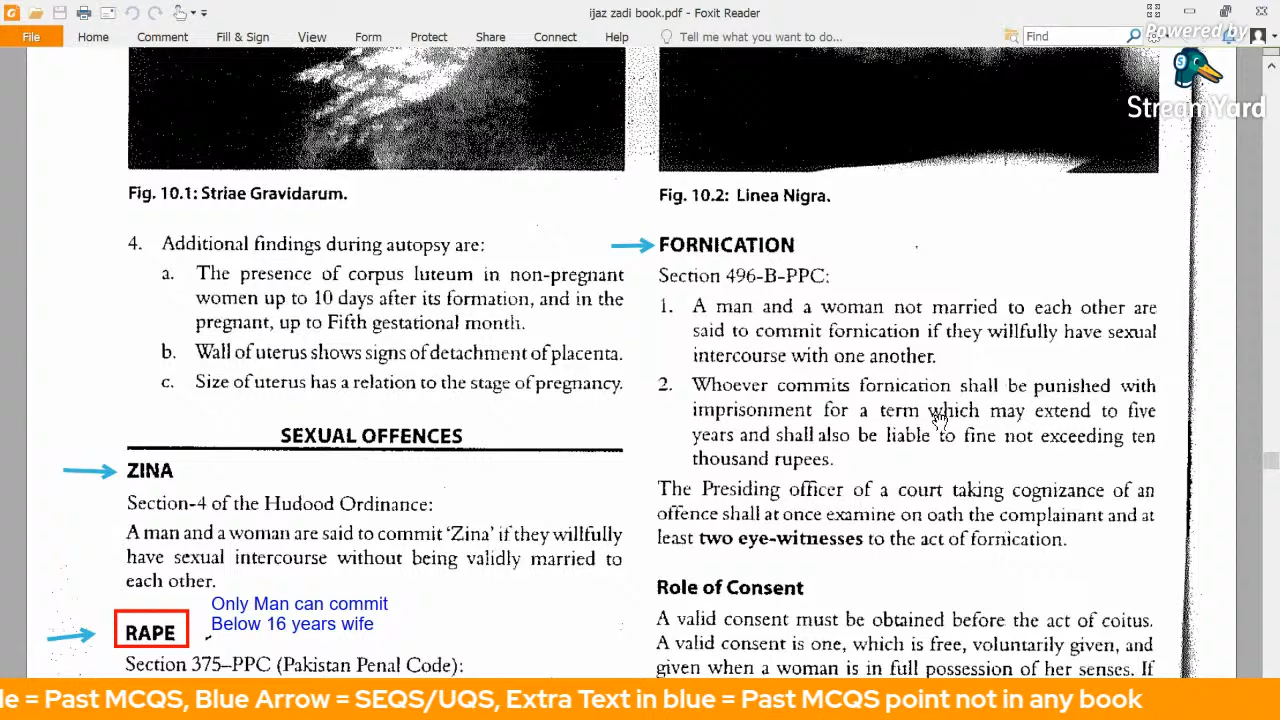 ijaz zadi book.pdf - Foxit Reader
File Home Comment Fill & Sign View Form Protect Share Connect Help Tell me what you want to do... Find
Powered by
StreamYard
Fig. 10.1: Striae Gravidarum.
4. Additional findings during autopsy are:
a. The presence of corpus luteum in non-pregnant
women up to 10 days after its formation, and in the
pregnant, up to Fifth gestational month.
b. Wall of uterus shows signs of detachment of placenta.
c. Size of uterus has a relation to the stage of pregnancy.
SEXUAL OFFENCES
ZINA
Section-4 of the Hudood Ordinance:
A man and a woman are said to commit 'Zina' if they willfully
have sexual intercourse without being validly married to
each other.
Only Man can commit
Below 16 years wife
RAPE
Section 375–PPC (Pakistan Penal Code):
Fig. 10.2: Linea Nigra.
FORNICATION
Section 496-B-PPC:
1. A man and a woman not married to each other are
said to commit fornication if they willfully have sexual
intercourse with one another.
2. Whoever commits fornication shall be punished with
imprisonment for a term which may extend to five
years and shall also be liable to fine not exceeding ten
thousand rupees.
The Presiding officer of a court taking cognizance of an
offence shall at once examine on oath the complainant and at
least two eye-witnesses to the act of fornication.
Role of Consent
A valid consent must be obtained before the act of coitus.
A valid consent is one, which is free, voluntarily given, and
given when a woman is in full possession of her senses. If
le = Past MCQS, Blue Arrow = SEQS/UQS, Extra Text in blue = Past MCQS point not in any book